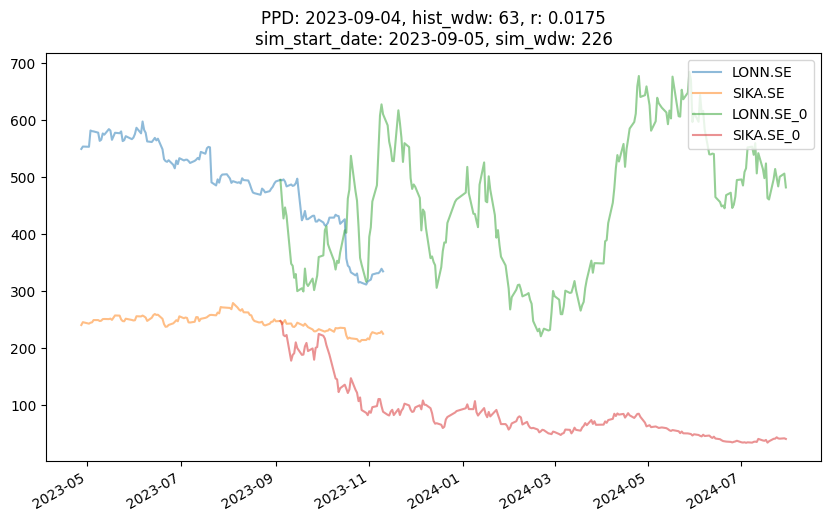 PPD: 2023-09-04, hist_wdw: 63, r: 0.0175
sim_start_date: 2023-09-05, sim_wdw: 226
700
600
500
400
300
200
100
LONN.SE
SIKA.SE
LONN.SE_0
SIKA.SE_0
2023-05
2023-07
2023-09
2023-11
2024-01
2024-03
2024-05
2024-07